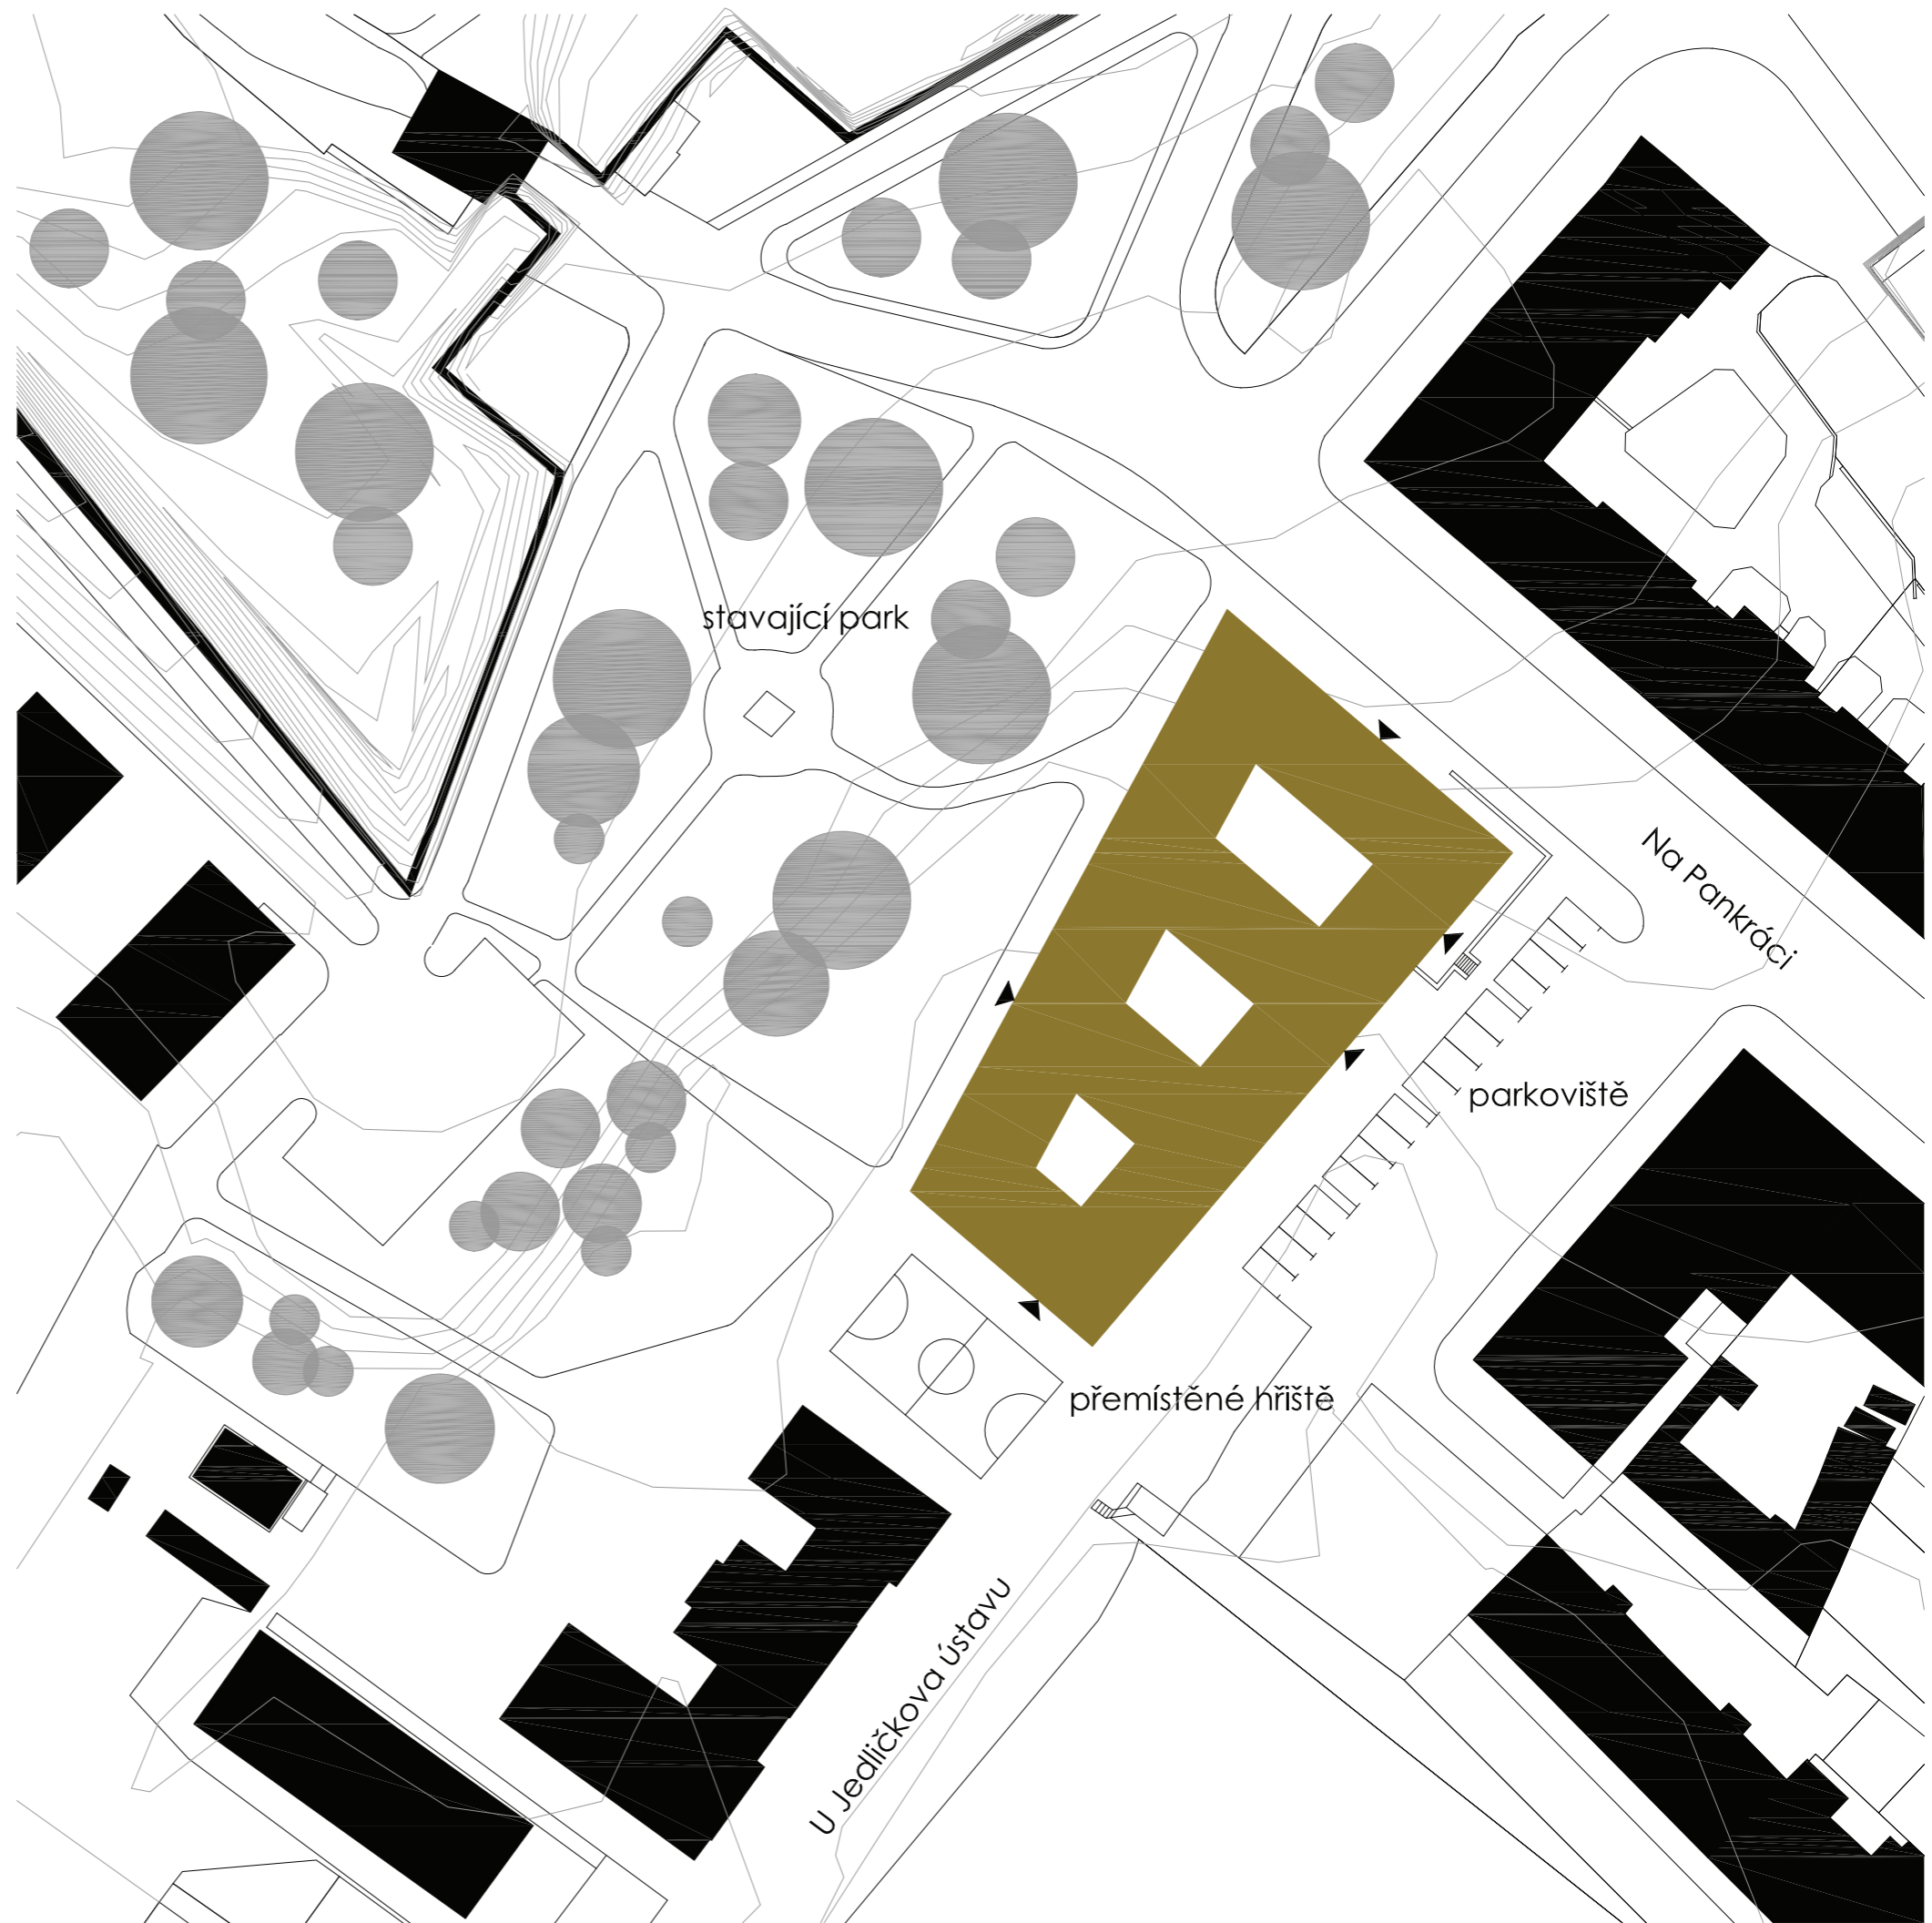 stavající park
Na Pankráci
parkoviště
přemístěné hřiště
U Jedličkova ústavu